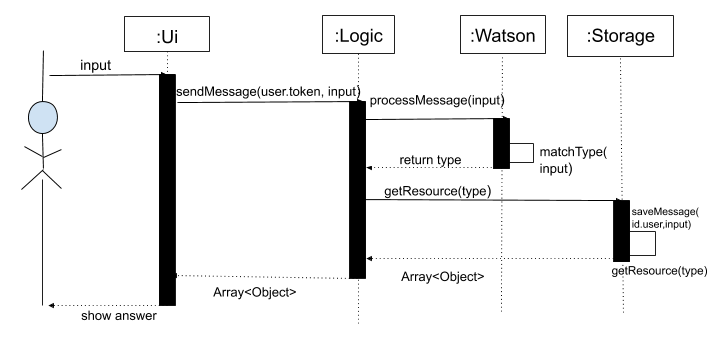 :Ui
:Logic
:Watson
:Storage
input
sendMessage(user.token, input)
processMessage(input)
matchType(
input)
return type
getResource(type)
saveMessage(
id.user,input)
getResource(type)
Array<Object>
Array<Object>
show answer